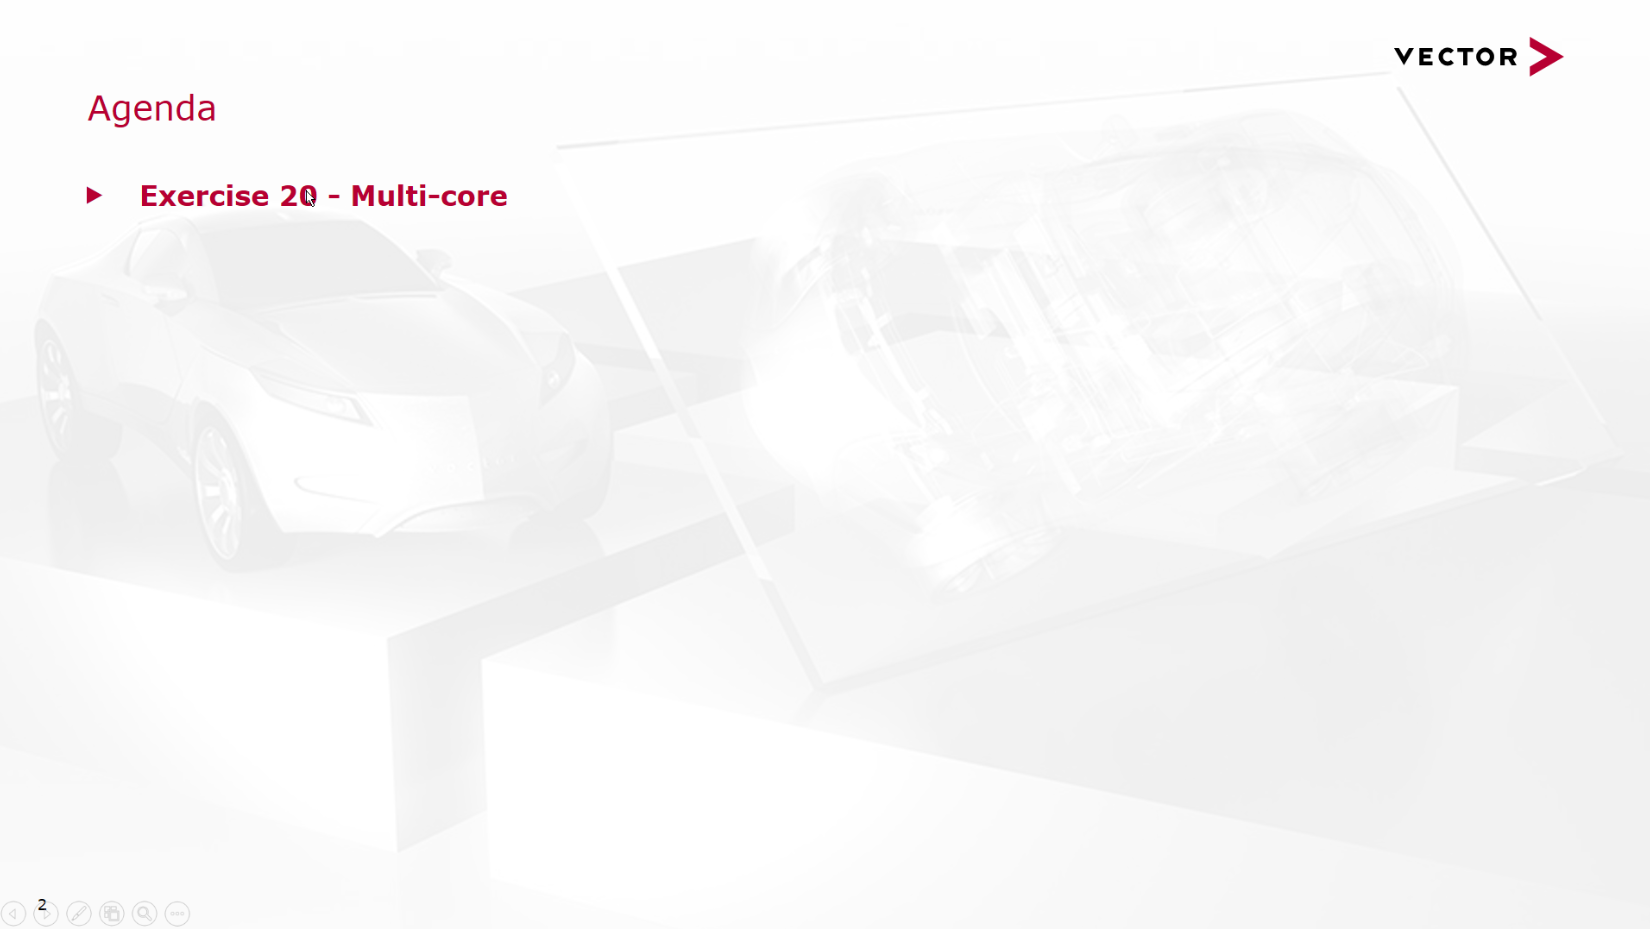 VECTOR
Agenda
Exercise 20 - Multi-core
2